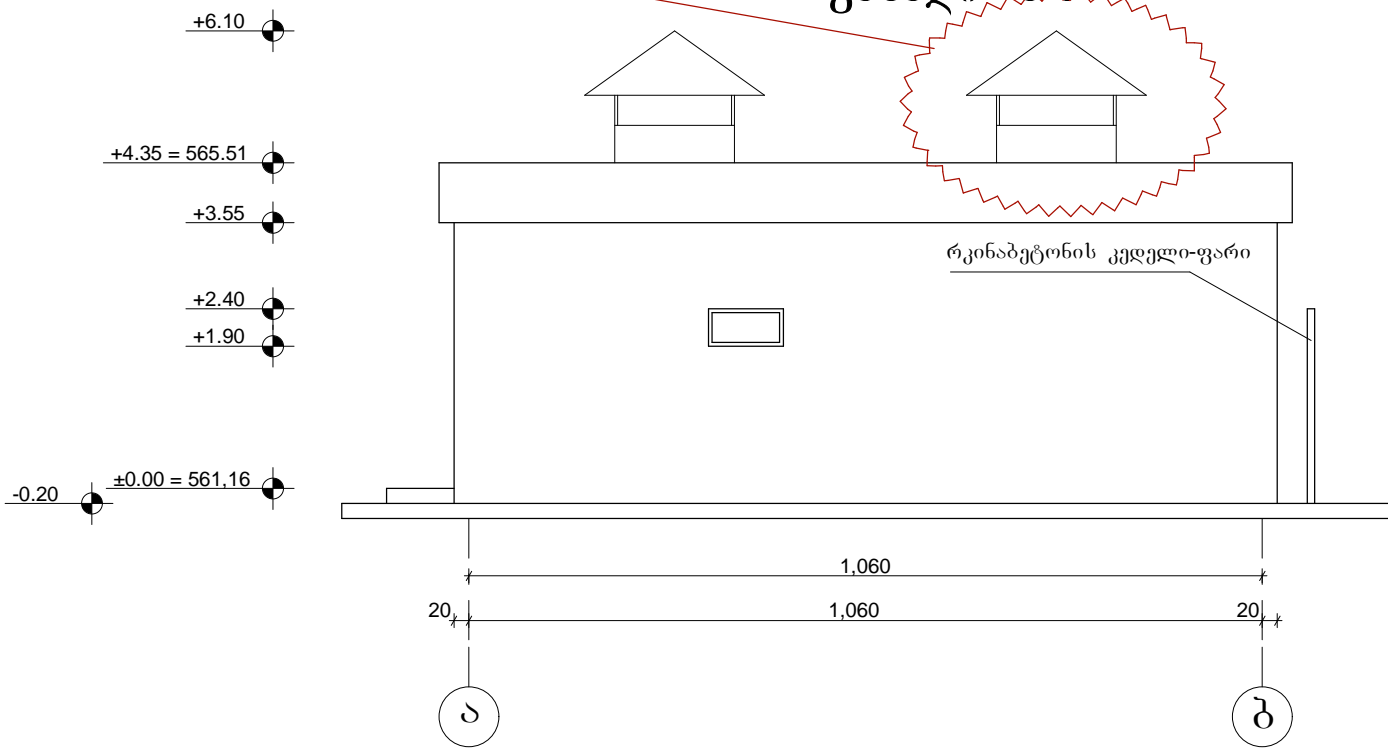 +6.10
+4.35 = 565.51
+3.55
რკინაბეტონის კედელი-ფარი
+2.40
+1.90
±0.00 = 561,16
-0.20
1,060
20 1,060 20
ა ბ